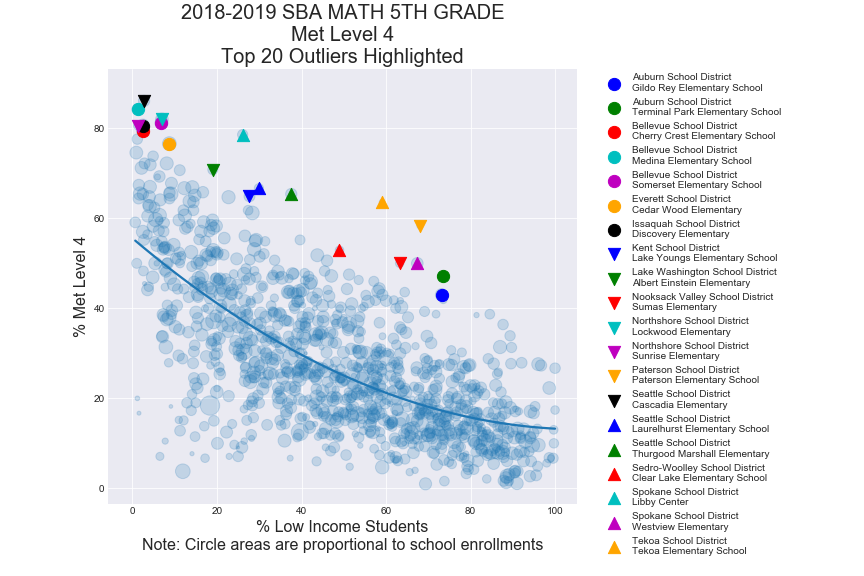 2018-2019 SBA MATH 5TH GRADE
Met Level 4
Top 20 Outliers Highlighted
% Met Level 4
80
60
40
20
0
0 20 40 60 80 100
% Low Income Students
Note: Circle areas are proportional to school enrollments
Auburn School District
Gildo Rey Elementary School
Auburn School District
Terminal Park Elementary School
Bellevue School District
Cherry Crest Elementary School
Bellevue School District
Medina Elementary School
Bellevue School District
Somerset Elementary School
Everett School District
Cedar Wood Elementary
Issaquah School District
Discovery Elementary
Kent School District
Lake Youngs Elementary School
Lake Washington School District
Albert Einstein Elementary
Nooksack Valley School District
Sumas Elementary
Northshore School District
Lockwood Elementary
Northshore School District
Sunrise Elementary
Paterson School District
Paterson Elementary School
Seattle School District
Cascadia Elementary
Seattle School District
Laurelhurst Elementary School
Seattle School District
Thurgood Marshall Elementary
Sedro-Woolley School District
Clear Lake Elementary School
Spokane School District
Libby Center
Spokane School District
Westview Elementary
Tekoa School District
Tekoa Elementary School